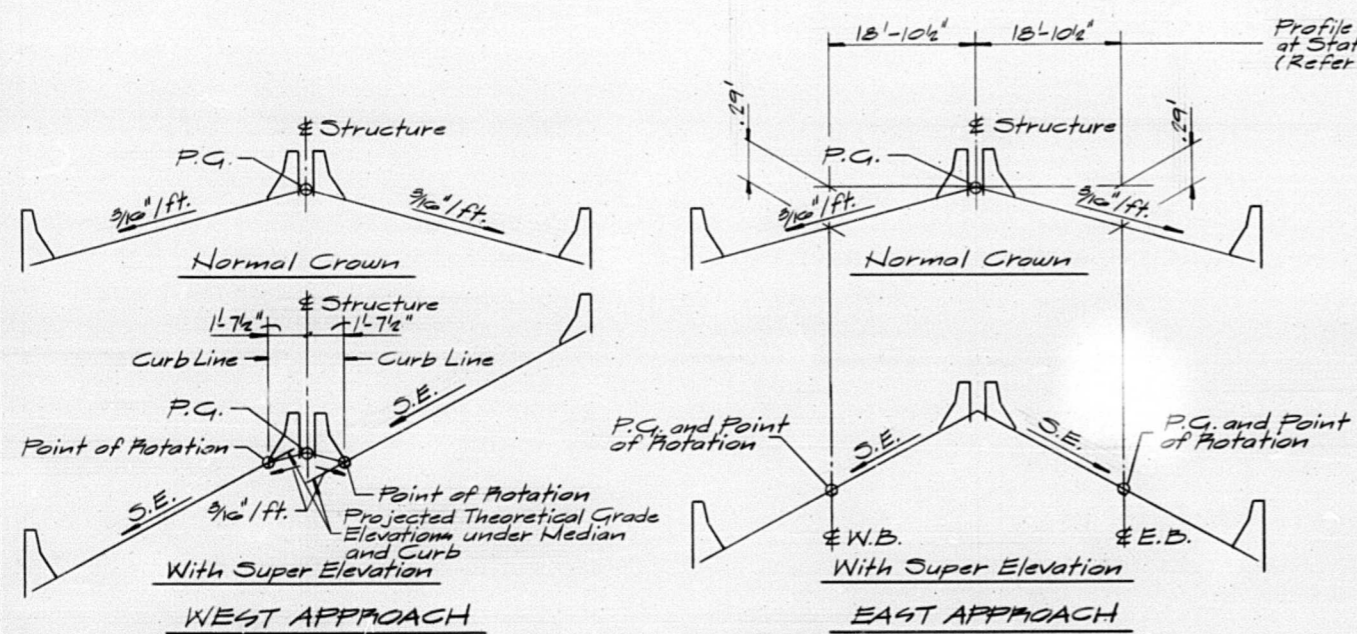 18'-10½"
18'-10½"
Profile
at Stat
(Refer
.29'
.29'
℄ Structure
P.G.
3/16"/ft.
3/16"/ft.
Normal Crown
℄ Structure
P.G.
3/16"/ft.
3/16"/ft.
Normal Crown
℄ Structure
1'-7½"
1'-7½"
Curb Line
Curb Line
S.E.
P.G.
Point of Rotation
S.E.
3/16"/ft.
Point of Rotation
Projected Theoretical Grade
Elevation under Median
and Curb
With Super Elevation
WEST APPROACH
P.G. and Point
of Rotation
S.E.
S.E.
P.G. and Point
of Rotation
℄ W.B.
℄ E.B.
With Super Elevation
EAST APPROACH